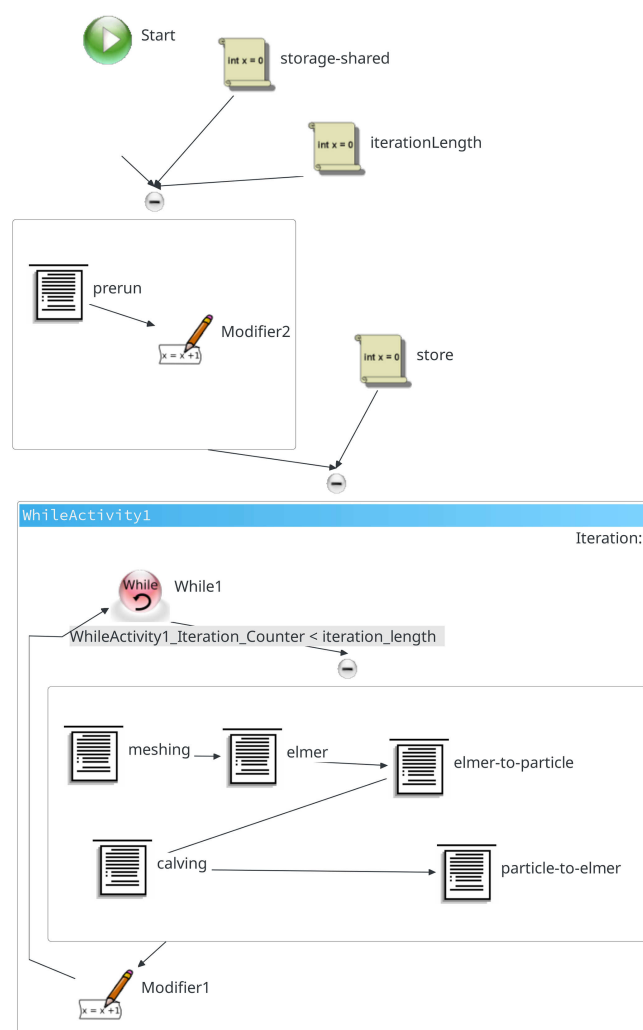 Start
int x = 0
storage-shared
int x = 0
iterationLength
prerun
x = x +1
Modifier2
int x = 0
store
WhileActivity1
Iteration:
While
While1
WhileActivity1_Iteration_Counter < iteration_length
meshing
elmer
elmer-to-particle
calving
particle-to-elmer
x = x +1
Modifier1